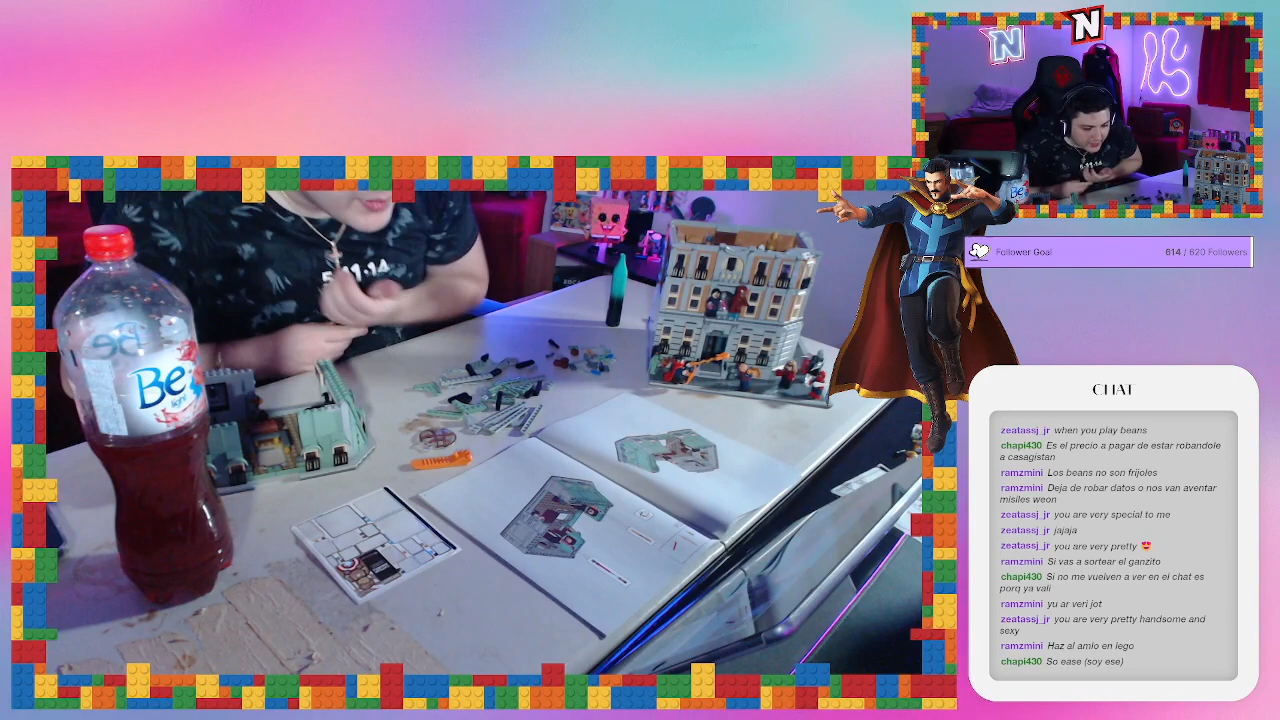 N
N
Follower Goal
614 / 620 Followers
Be
light
Be
CHAT
zeatassj_jr when you play beans
chapi430 Es el precio a pagar de estar robandole
a casagistan
ramzmini Los beans no son frijoles
ramzmini Deja de robar datos o nos van aventar
misiles weon
zeatassj_jr you are very special to me
zeatassj_jr jajaja
zeatassj_jr you are very pretty 😍
ramzmini Si vas a sortear el ganzito
chapi430 Si no me vuelven a ver en el chat es
porq ya vali
ramzmini yu ar veri jot
zeatassj_jr you are very pretty handsome and
sexy
ramzmini Haz al amlo en lego
chapi430 So ease (soy ese)